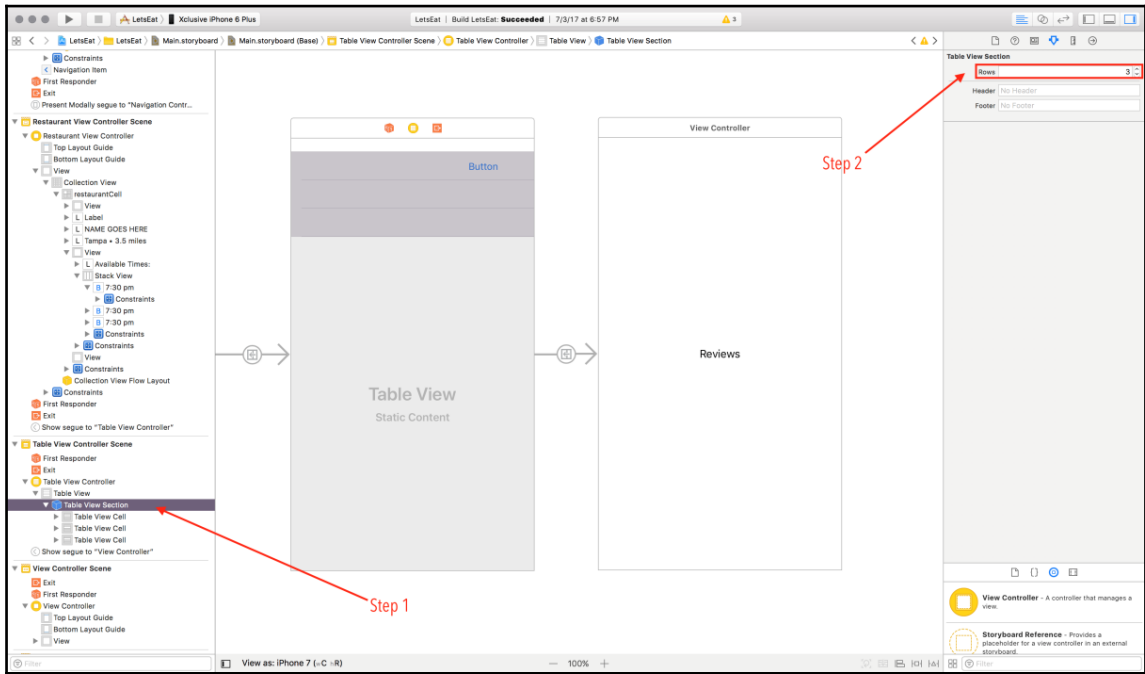 LetsEat
Xclusive iPhone 6 Plus
LetsEat | Build LetsEat: Succeeded | 7/3/17 at 6:57 PM
3
LetsEat
LetsEat
Main.storyboard
Main.storyboard (Base)
Table View Controller Scene
Table View Controller
Table View
Table View Section
Constraints
Navigation Item
First Responder
Exit
Present Modally segue to "Navigation Contr...
Restaurant View Controller Scene
Restaurant View Controller
Top Layout Guide
Bottom Layout Guide
View
Collection View
restaurantCell
View
L Label
L NAME GOES HERE
L Tampa • 3.5 miles
View
L Available Times:
Stack View
B 7:30 pm
Constraints
B 7:30 pm
B 7:30 pm
Constraints
Constraints
View
Constraints
Collection View Flow Layout
Constraints
First Responder
Exit
Show segue to "Table View Controller"
Table View Controller Scene
First Responder
Exit
Table View Controller
Table View
Table View Section
Table View Cell
Table View Cell
Table View Cell
Show segue to "View Controller"
View Controller Scene
Exit
First Responder
View Controller
Top Layout Guide
Bottom Layout Guide
View
Filter
Button
Table View
Static Content
View Controller
Reviews
Step 1
Step 2
View as: iPhone 7 (wC hR)
— 100% +
Table View Section
Rows 3
Header No Header
Footer No Footer
View Controller - A controller that manages a
view.
Storyboard Reference - Provides a
placeholder for a view controller in an external
storyboard.
Filter